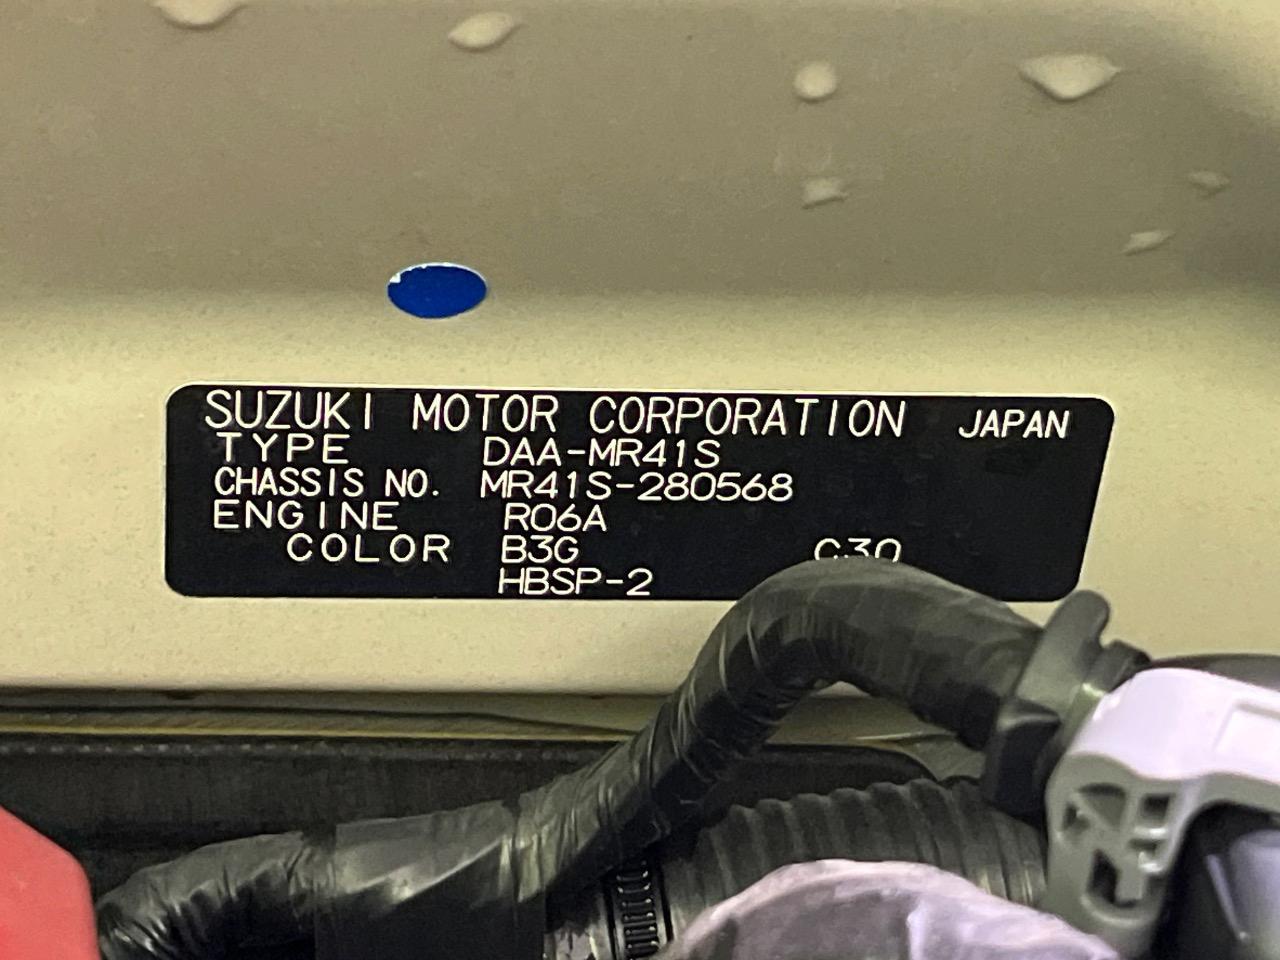 SUZUKI MOTOR CORPORATION JAPAN
TYPE DAA-MR41S
CHASSIS NO. MR41S-280568
ENGINE R06A
COLOR B3G C30
HBSP-2